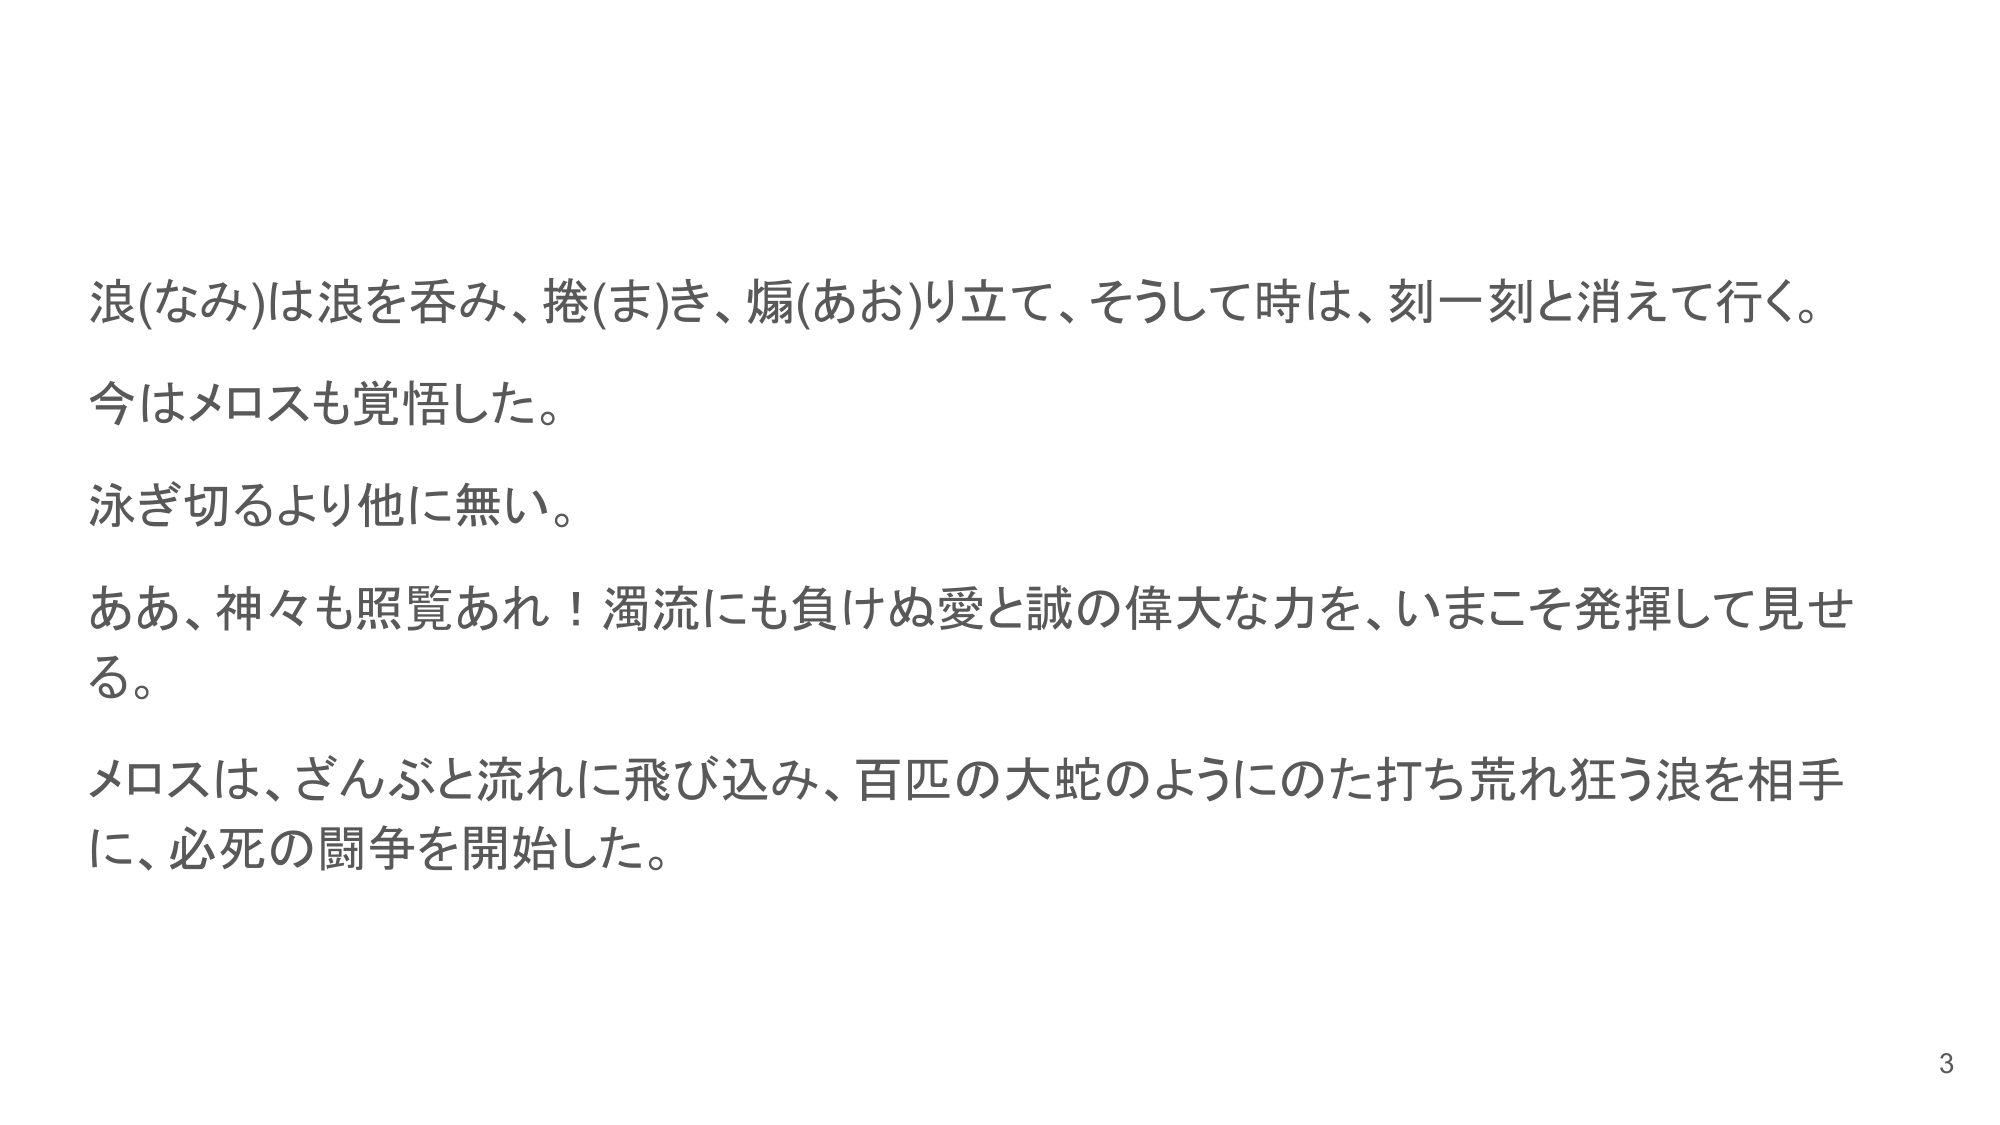 浪(なみ)は浪を呑み、捲(ま)き、煽(あお)り立て、そうして時は、刻一刻と消えて行く。
今はメロスも覚悟した。
泳ぎ切るより他に無い。
ああ、神々も照覧あれ！濁流にも負けぬ愛と誠の偉大な力を、いまこそ発揮して見せ
る。
メロスは、ざんぶと流れに飛び込み、百匹の大蛇のようにのた打ち荒れ狂う浪を相手
に、必死の闘争を開始した。
3